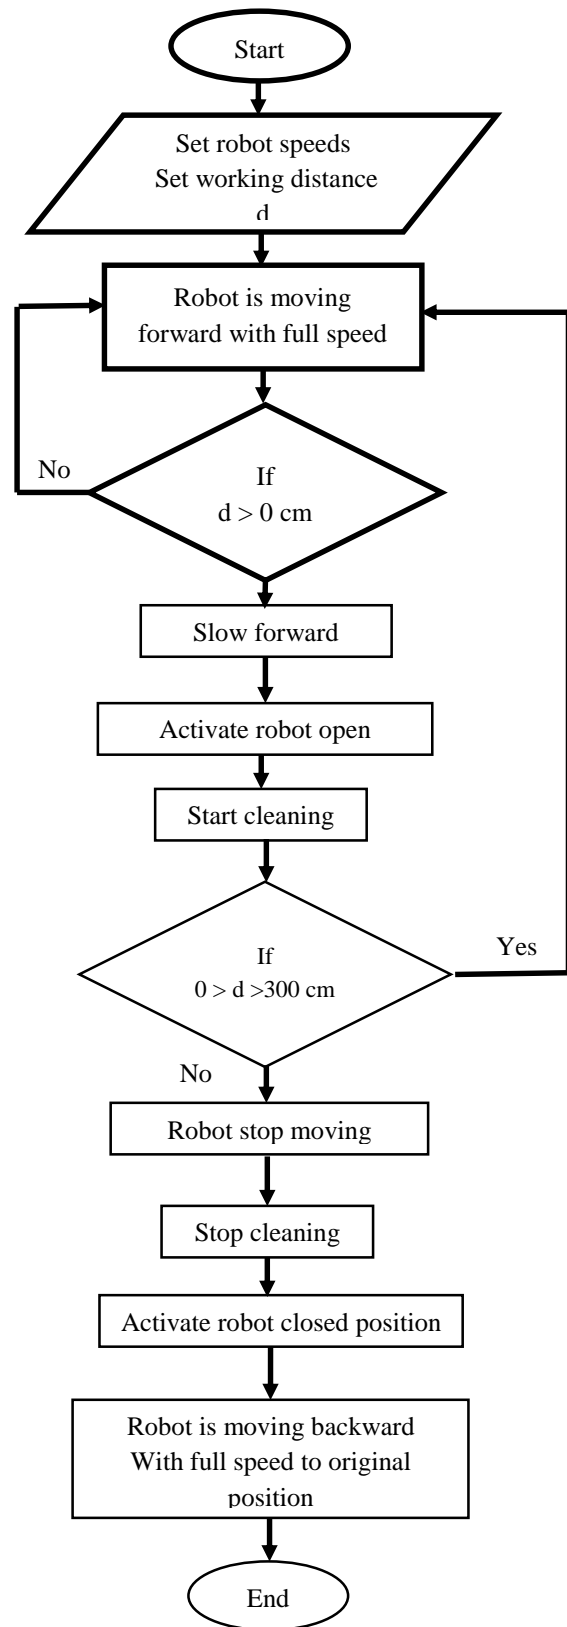 Start
Set robot speeds
Set working distance
d
Robot is moving
forward with full speed
No
If
d > 0 cm
Slow forward
Activate robot open
Start cleaning
If
0 > d >300 cm
Yes
No
Robot stop moving
Stop cleaning
Activate robot closed position
Robot is moving backward
With full speed to original
position
End